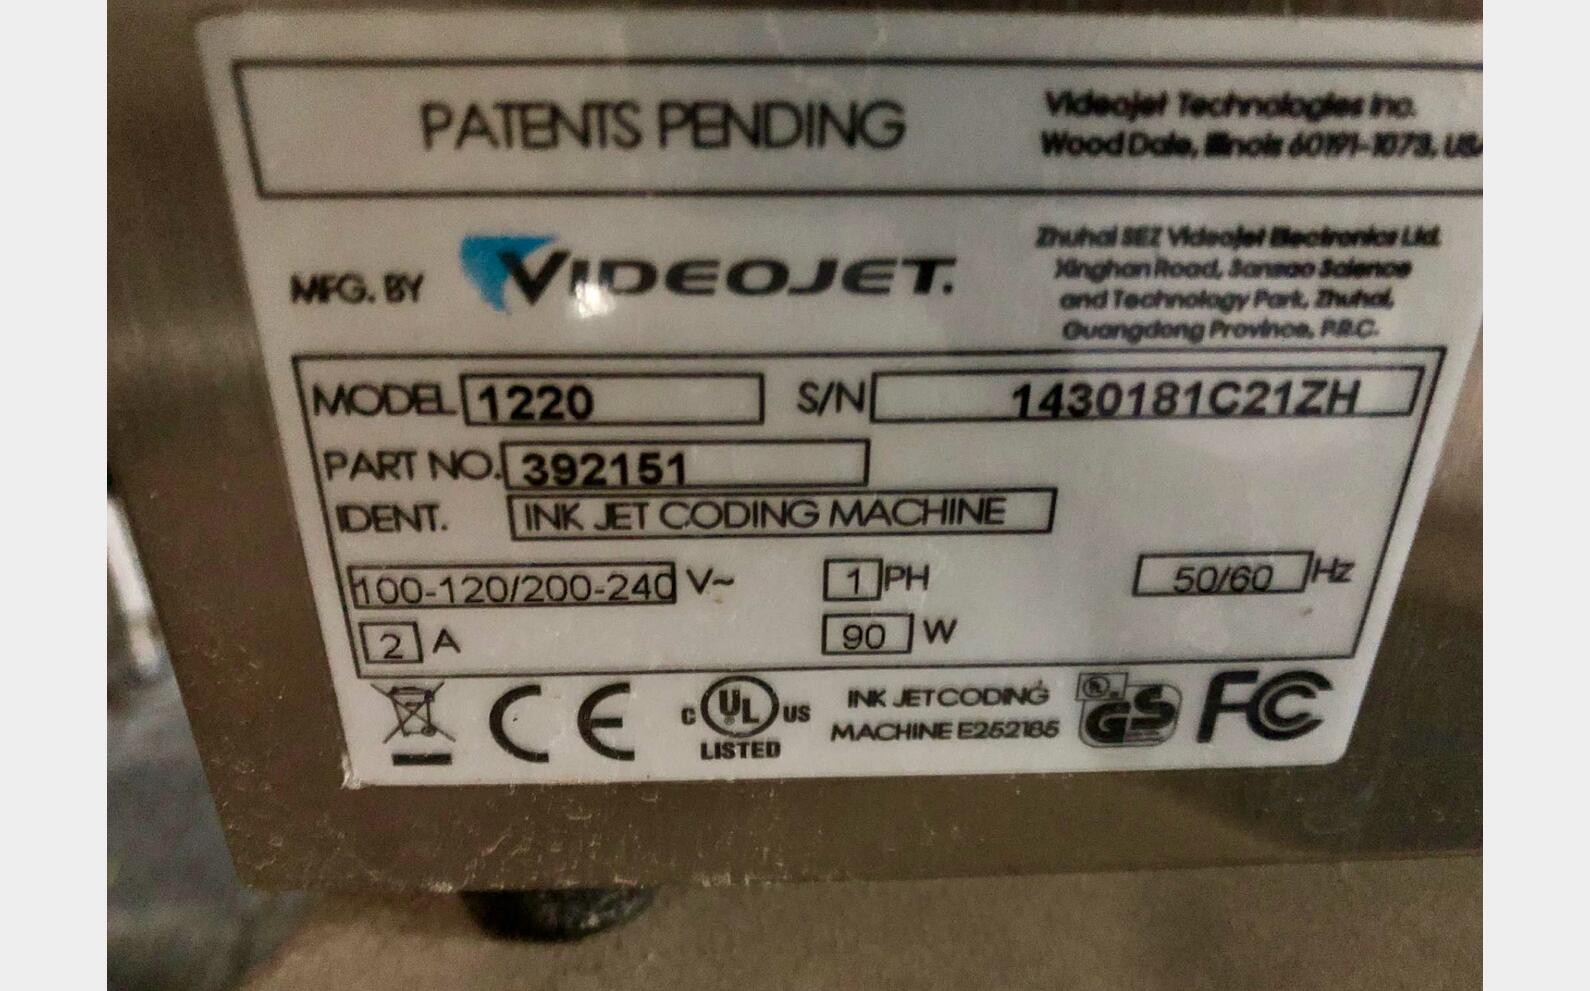 PATENTS PENDING
Videojet Technologies Inc.
Wood Dale, Illinois 60191-1073, USA
MFG. BY VIDEOJET.
Zhuhai SEZ Videojet Electronics Ltd.
Xinghan Road, Sanzao Science
and Technology Park, Zhuhai,
Guangdong Province, P.R.C.
MODEL 1220 S/N 1430181C21ZH
PART NO. 392151
IDENT. INK JET CODING MACHINE
100-120/200-240 V~ 1 PH 50/60 Hz
2 A 90 W
CE C UL US LISTED
INK JET CODING
MACHINE E252185
UL GS FC